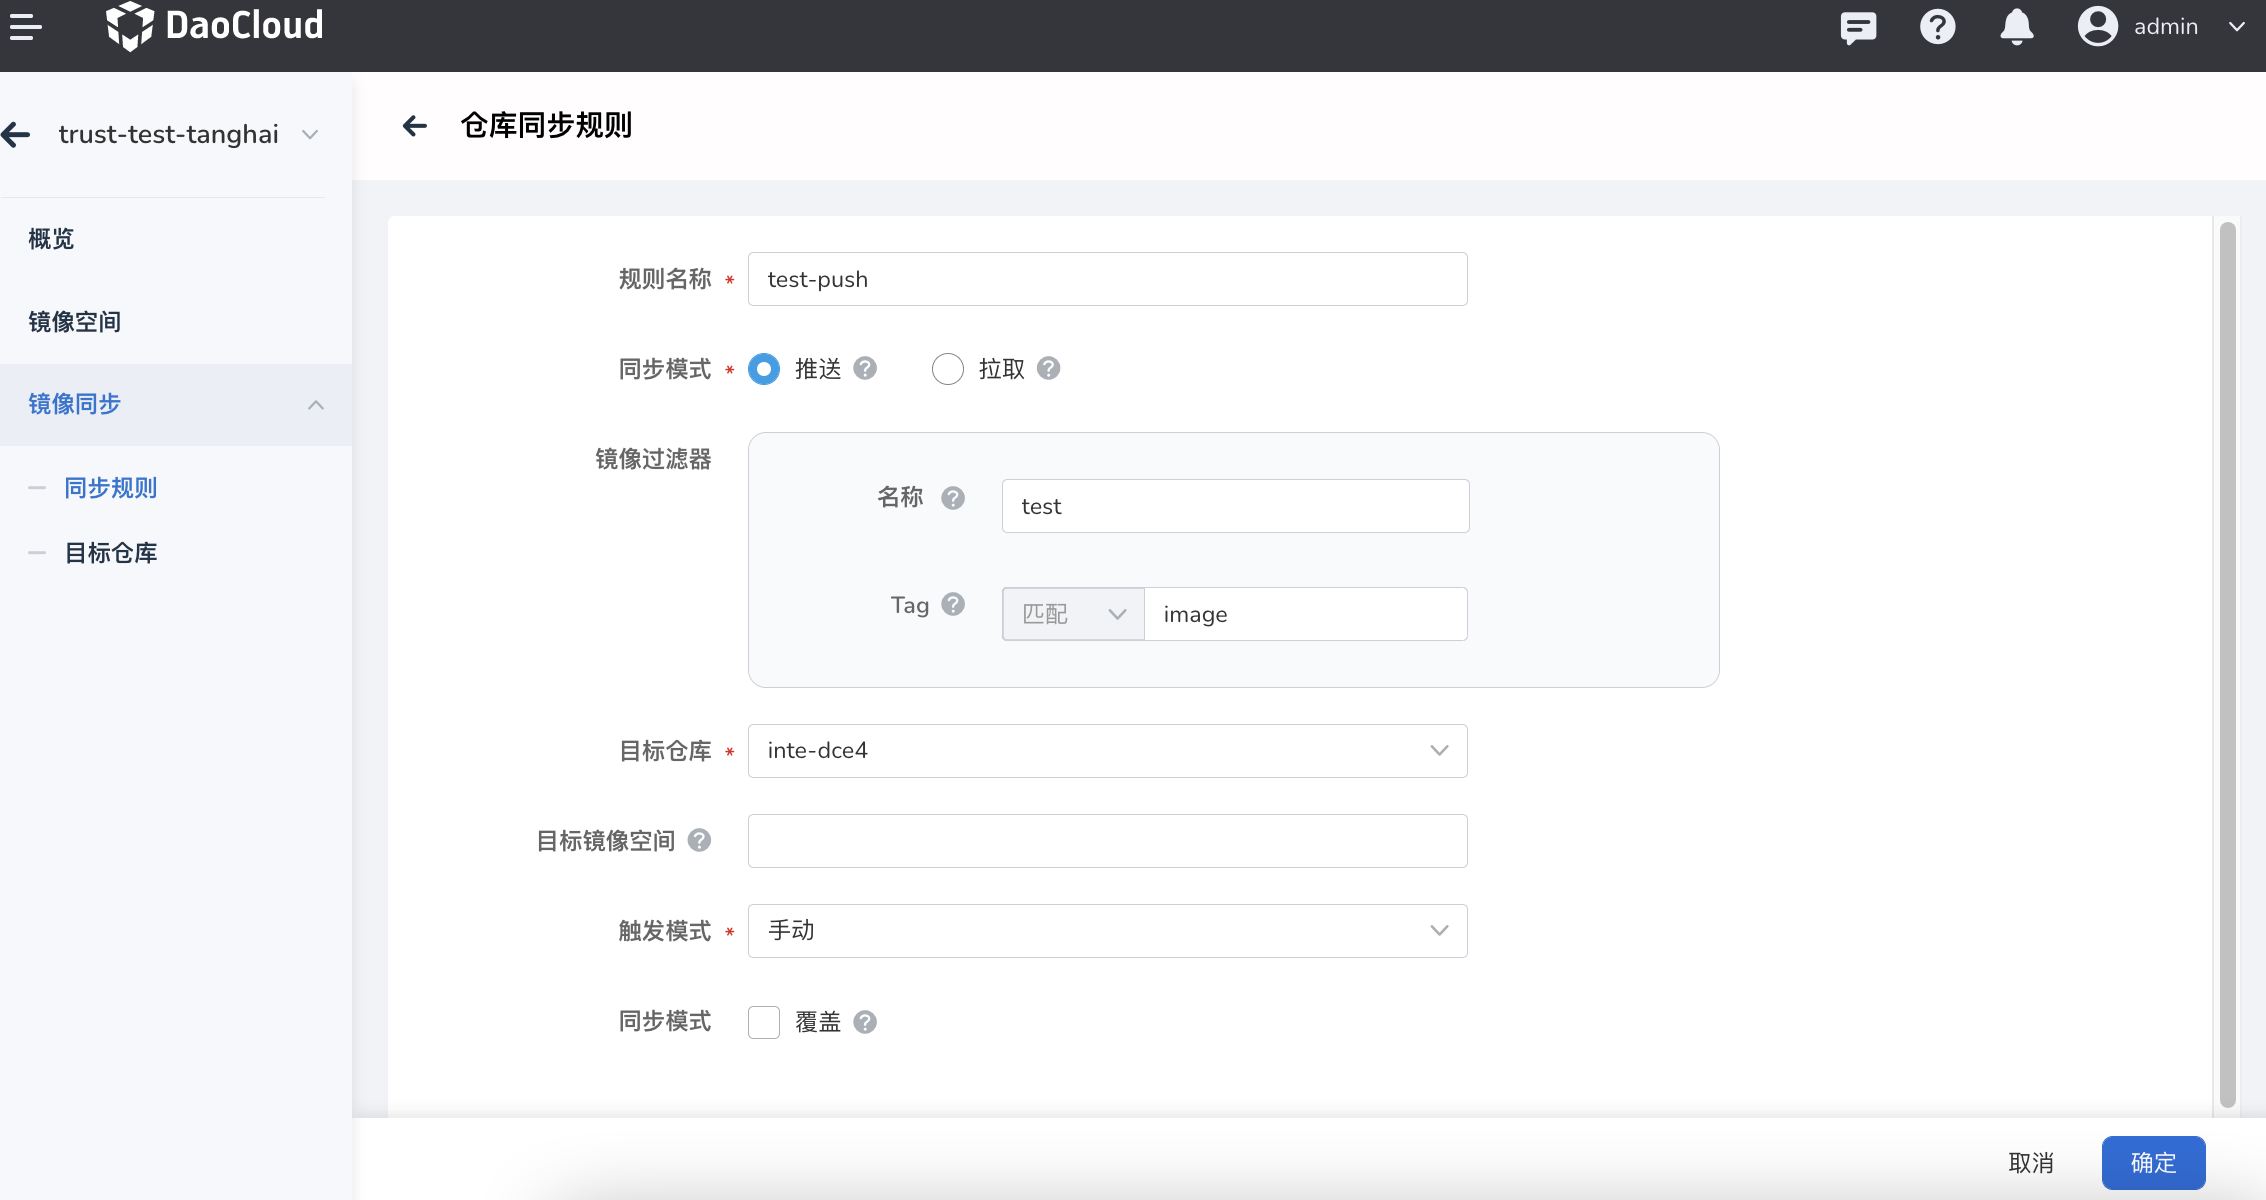 DaoCloud
admin
trust-test-tanghai
仓库同步规则
概览
镜像空间
镜像同步
同步规则
目标仓库
规则名称 * test-push
同步模式 * 推送 ? 拉取 ?
镜像过滤器
名称 ? test
Tag ? 匹配 image
目标仓库 * inte-dce4
目标镜像空间 ?
触发模式 * 手动
同步模式 覆盖 ?
取消 确定